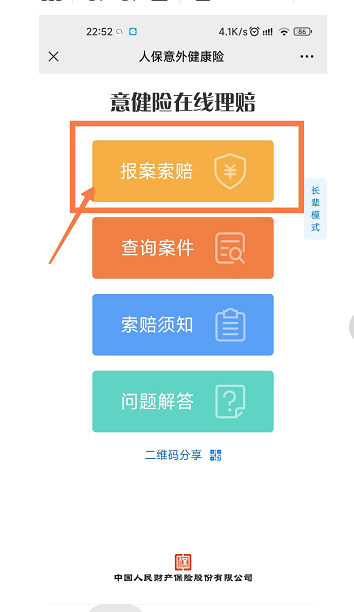 22:52 4.1K/s 86
人保意外健康险
意健险在线理赔
报案索赔
长辈模式
查询案件
索赔须知
问题解答
二维码分享
中国人民财产保险股份有限公司